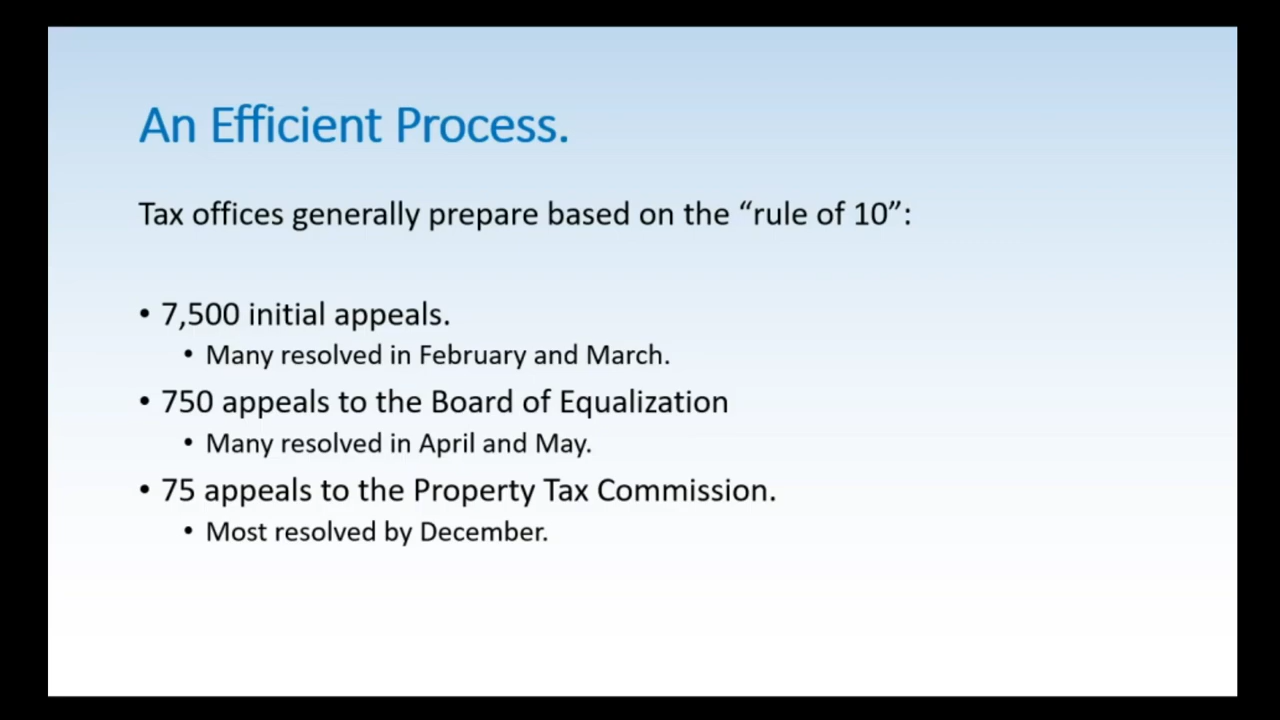 An Efficient Process.
Tax offices generally prepare based on the “rule of 10”:
• 7,500 initial appeals.
• Many resolved in February and March.
• 750 appeals to the Board of Equalization
• Many resolved in April and May.
• 75 appeals to the Property Tax Commission.
• Most resolved by December.